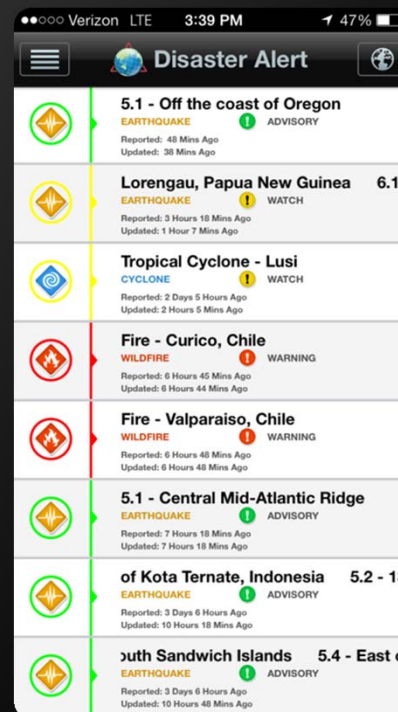 Verizon LTE 3:39 PM 47%
Disaster Alert
5.1 - Off the coast of Oregon
EARTHQUAKE ! ADVISORY
Reported: 48 Mins Ago
Updated: 38 Mins Ago
Lorengau, Papua New Guinea 6.1
EARTHQUAKE ! WATCH
Reported: 3 Hours 18 Mins Ago
Updated: 1 Hour 7 Mins Ago
Tropical Cyclone - Lusi
CYCLONE ! WATCH
Reported: 2 Days 5 Hours Ago
Updated: 2 Hours 5 Mins Ago
Fire - Curico, Chile
WILDFIRE ! WARNING
Reported: 6 Hours 45 Mins Ago
Updated: 6 Hours 44 Mins Ago
Fire - Valparaiso, Chile
WILDFIRE ! WARNING
Reported: 6 Hours 48 Mins Ago
Updated: 6 Hours 48 Mins Ago
5.1 - Central Mid-Atlantic Ridge
EARTHQUAKE ! ADVISORY
Reported: 7 Hours 18 Mins Ago
Updated: 7 Hours 18 Mins Ago
of Kota Ternate, Indonesia 5.2 - 1
EARTHQUAKE ! ADVISORY
Reported: 3 Days 6 Hours Ago
Updated: 10 Hours 18 Mins Ago
outh Sandwich Islands 5.4 - East
EARTHQUAKE ! ADVISORY
Reported: 3 Days 6 Hours Ago
Updated: 10 Hours 48 Mins Ago